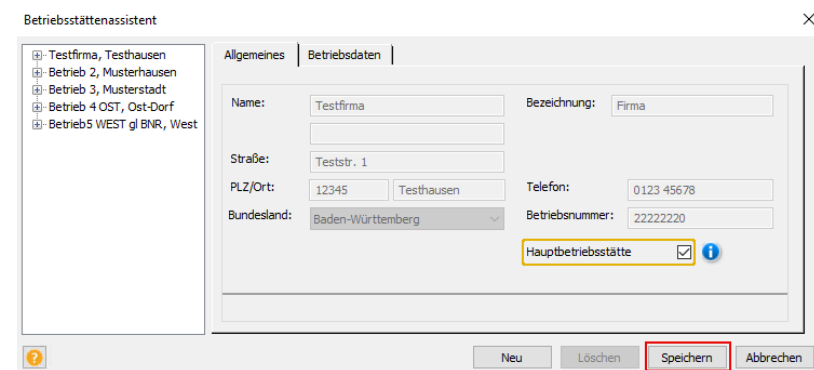 Betriebsstättenassistent
Testfirma, Testhausen
Betrieb 2, Musterhausen
Betrieb 3, Musterstadt
Betrieb 4 OST, Ost-Dorf
Betrieb5 WEST gl BNR, West
Allgemeines Betriebsdaten
Name: Testfirma Bezeichnung: Firma
Straße: Teststr. 1
PLZ/Ort: 12345 Testhausen Telefon: 0123 45678
Bundesland: Baden-Württemberg Betriebsnummer: 22222220
Hauptbetriebsstätte
Neu Löschen Speichern Abbrechen